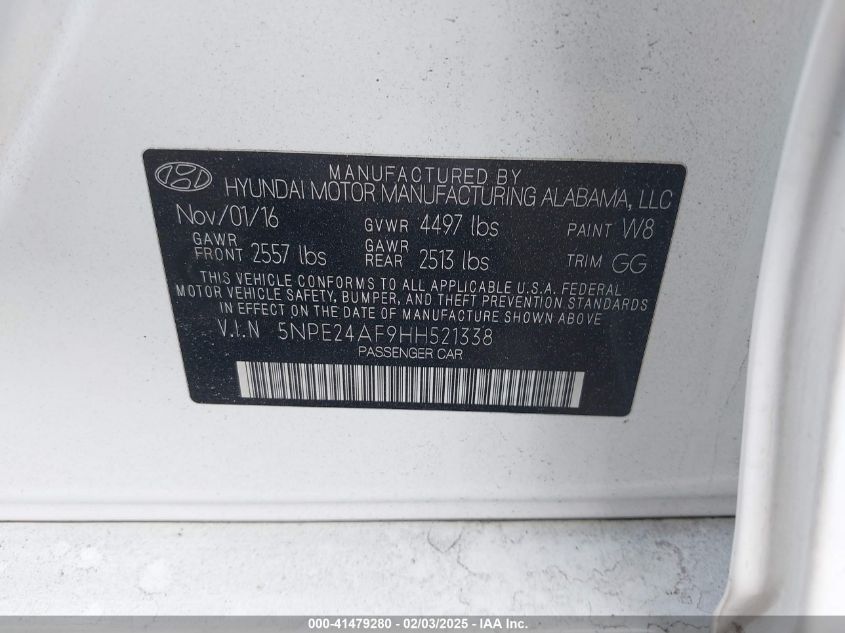 MANUFACTURED BY
HYUNDAI MOTOR MANUFACTURING ALABAMA, LLC
Nov/01/16 GVWR 4497 lbs PAINT W8
GAWR FRONT 2557 lbs GAWR REAR 2513 lbs TRIM GG
THIS VEHICLE CONFORMS TO ALL APPLICABLE U.S.A. FEDERAL
MOTOR VEHICLE SAFETY, BUMPER, AND THEFT PREVENTION STANDARDS
IN EFFECT ON THE DATE OF MANUFACTURE SHOWN ABOVE
V.I.N 5NPE24AF9HH521338
PASSENGER CAR
000-41479280 - 02/03/2025 - IAA Inc.